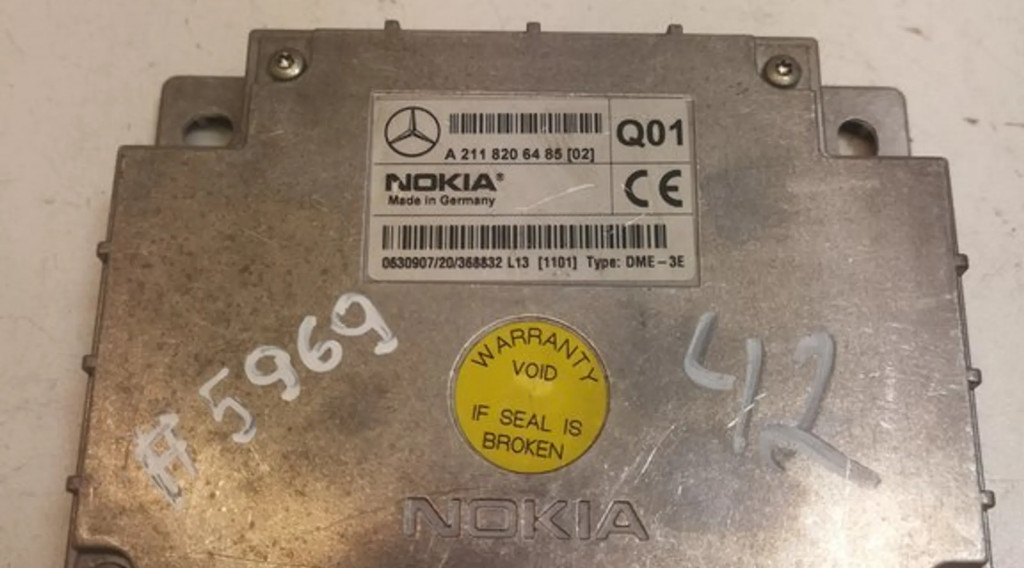 A 211 820 64 85 [02]
Q01
NOKIA®
Made in Germany
CE
0630907/20/368832 L13 [1101] Type: DME-3E
#5969
42
WARRANTY
VOID
IF SEAL IS
BROKEN
NOKIA